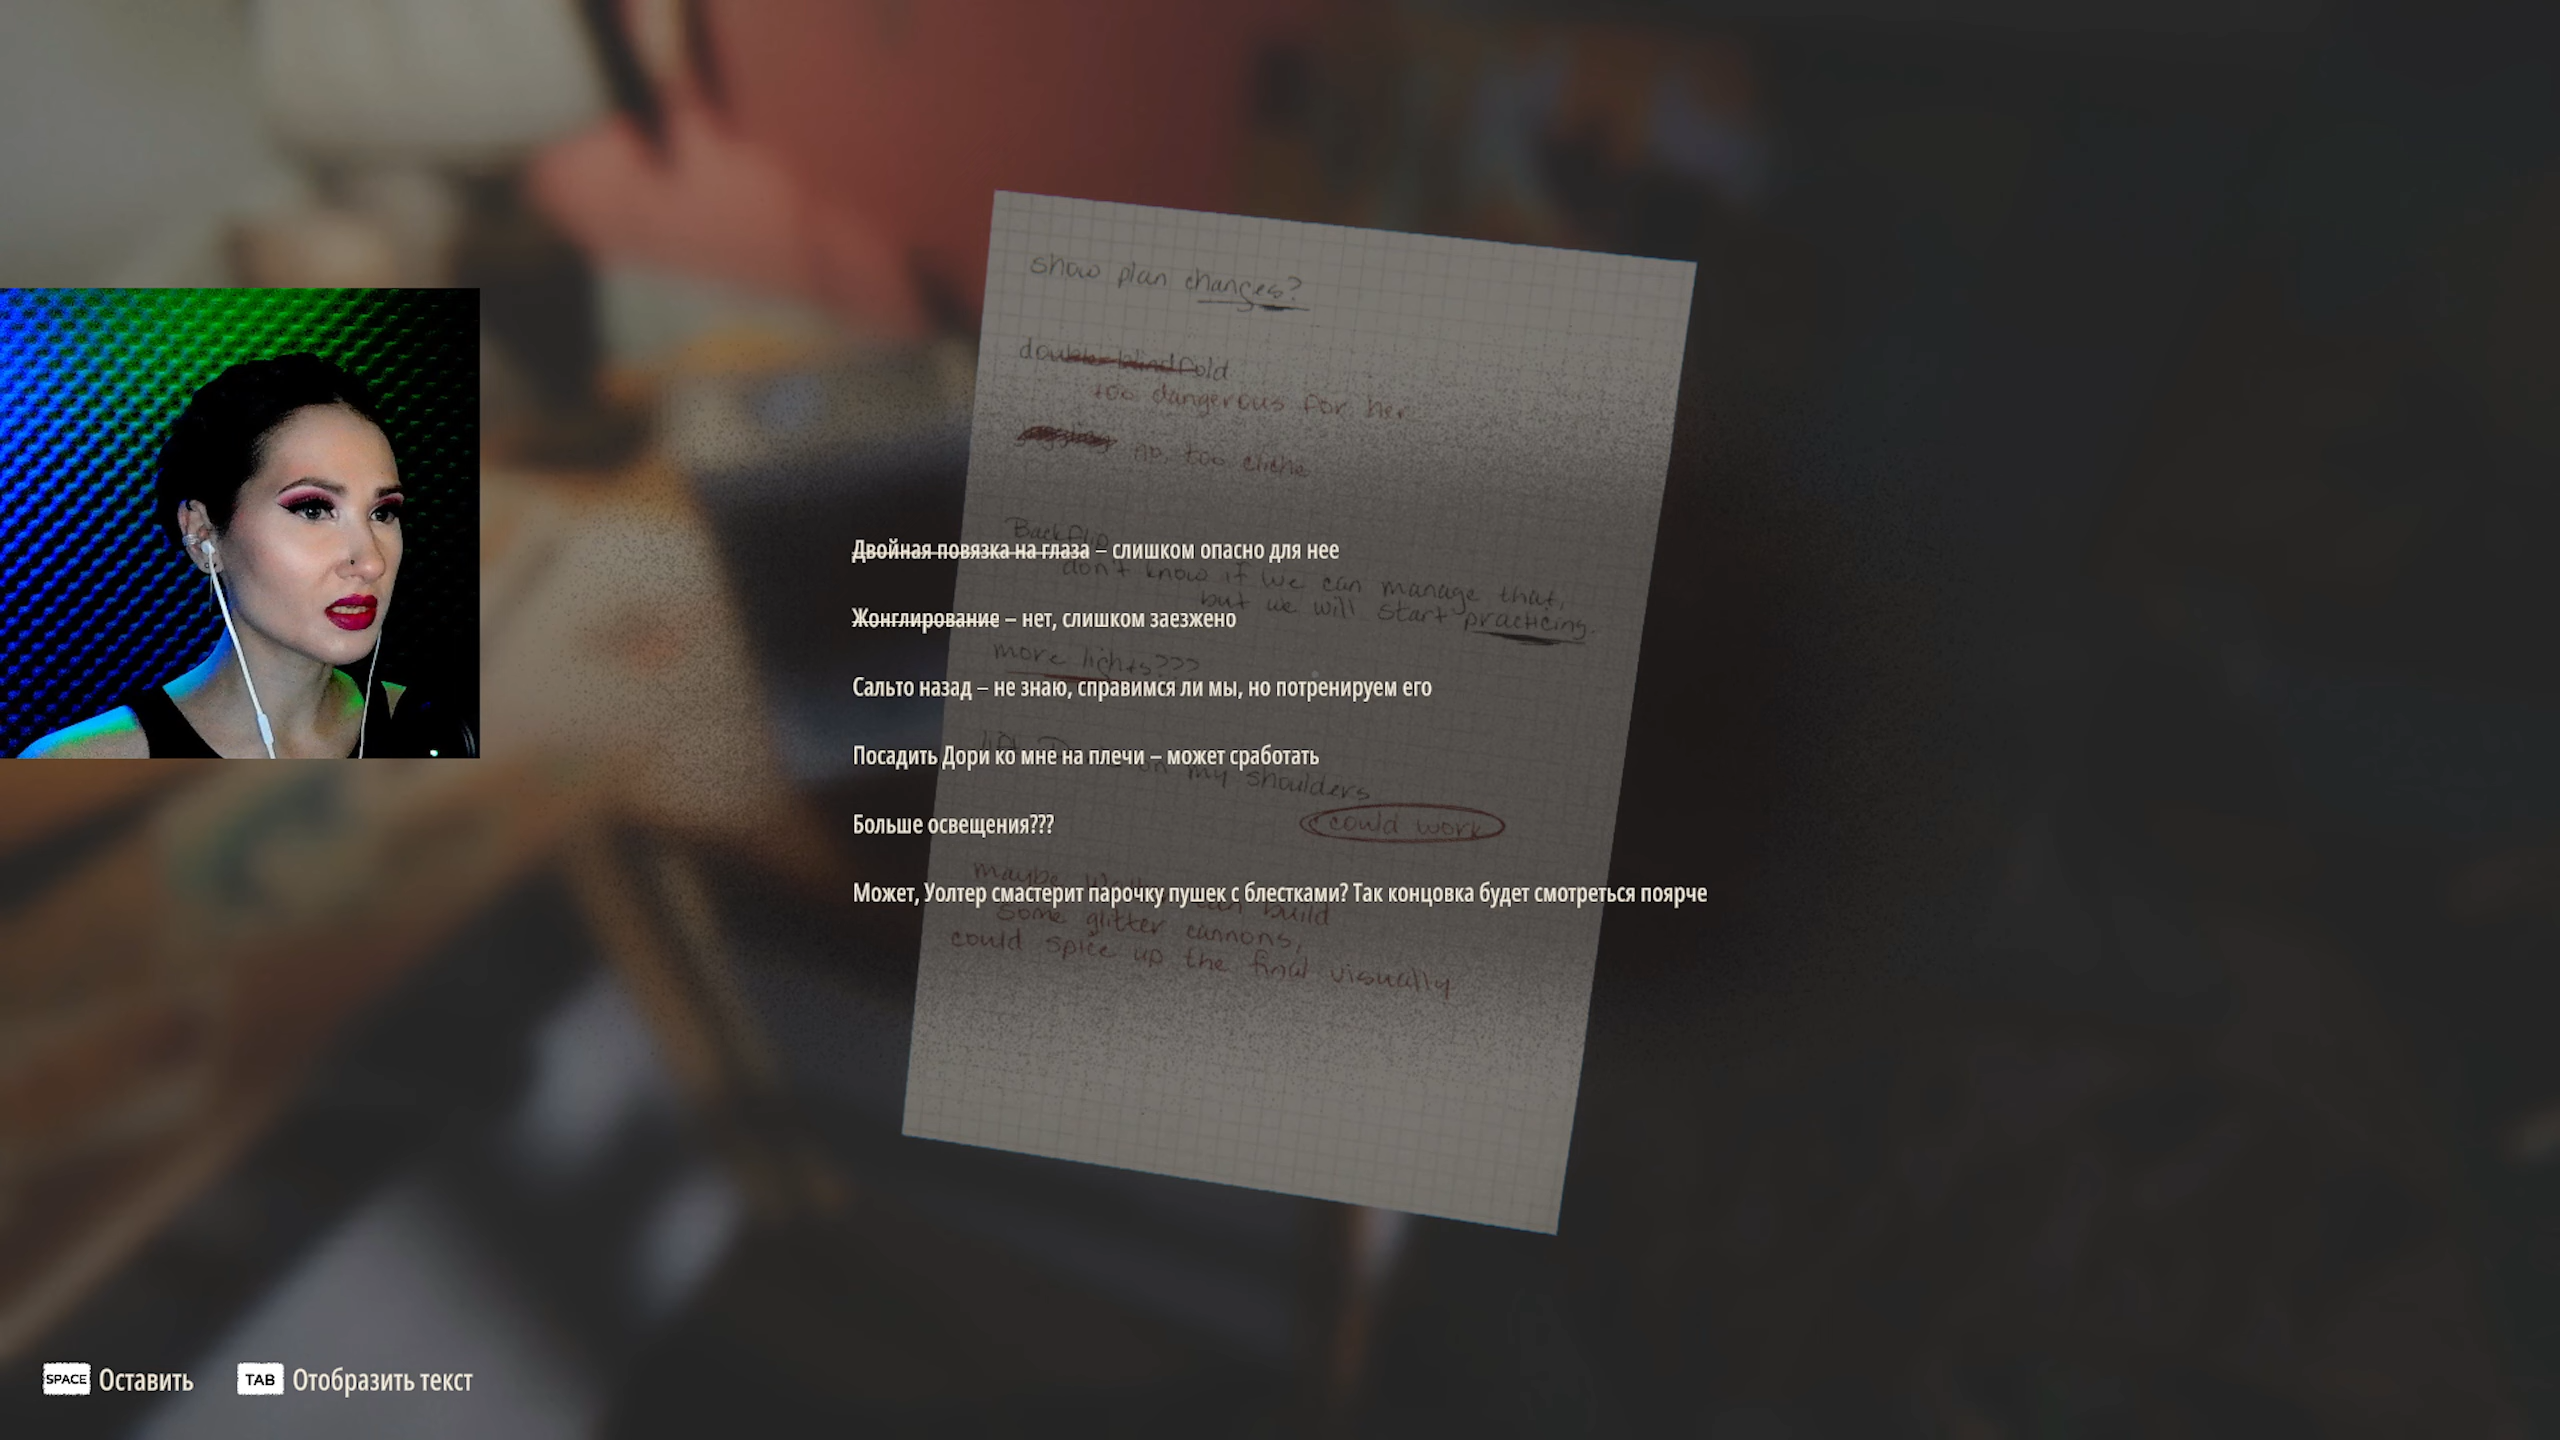 show plan changes?
double blindfold
too dangerous for her
no, too cliche
Backflip
Двойная повязка на глаза – слишком опасно для нее
don't know if we can manage that,
but we will start practicing.
Жонглирование – нет, слишком заезжено
more lights???
Сальто назад – не знаю, справимся ли мы, но потренируем его
Посадить Дори ко мне на плечи – может сработать
on my shoulders
Больше освещения???
could work
maybe
Может, Уолтер смастерит парочку пушек с блестками? Так концовка будет смотреться поярче
build
some glitter cannons,
could spice up the final visually
SPACE Оставить TAB Отобразить текст